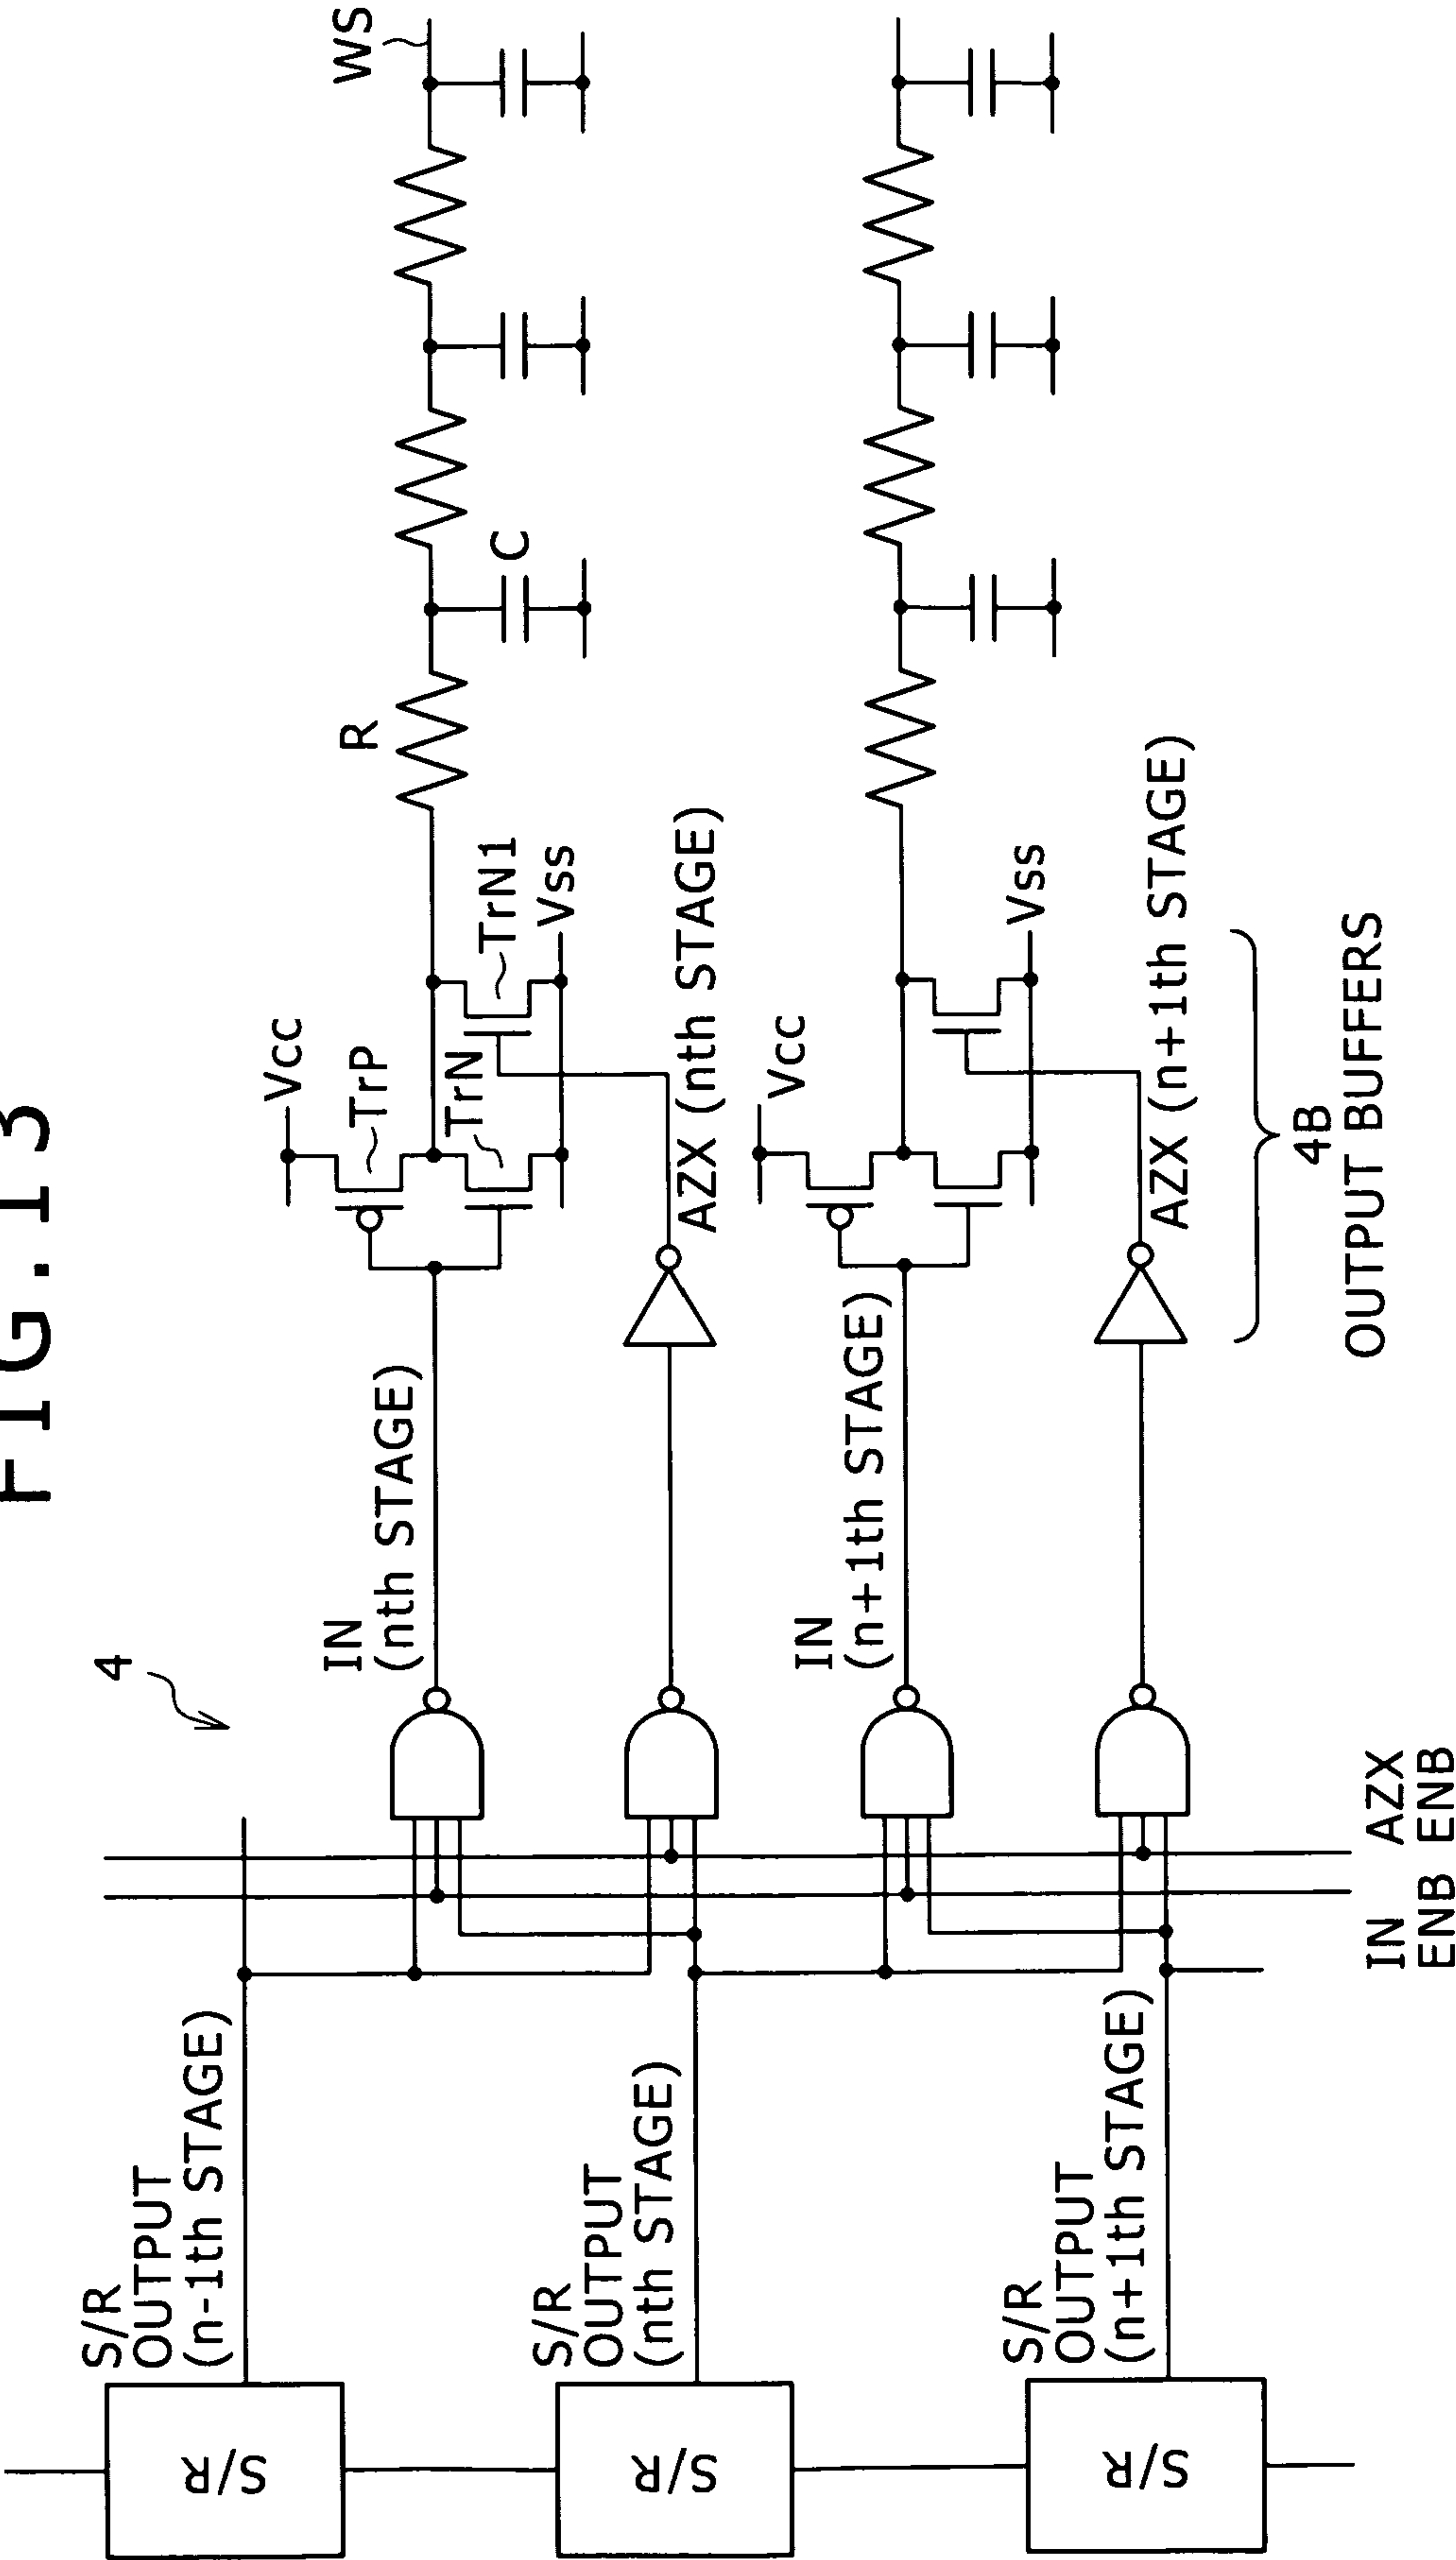 FIG.13
4
S/R
OUTPUT
(n-1th STAGE)
S/R
IN
(nth STAGE)
Vcc
TrP
TrN
TrN1
Vss
R
C
WS
S/R
OUTPUT
(nth STAGE)
S/R
AZX (nth STAGE)
IN
(n+1th STAGE)
Vcc
Vss
S/R
OUTPUT
(n+1th STAGE)
S/R
AZX (n+1th STAGE)
4B
OUTPUT BUFFERS
IN
ENB
AZX
ENB